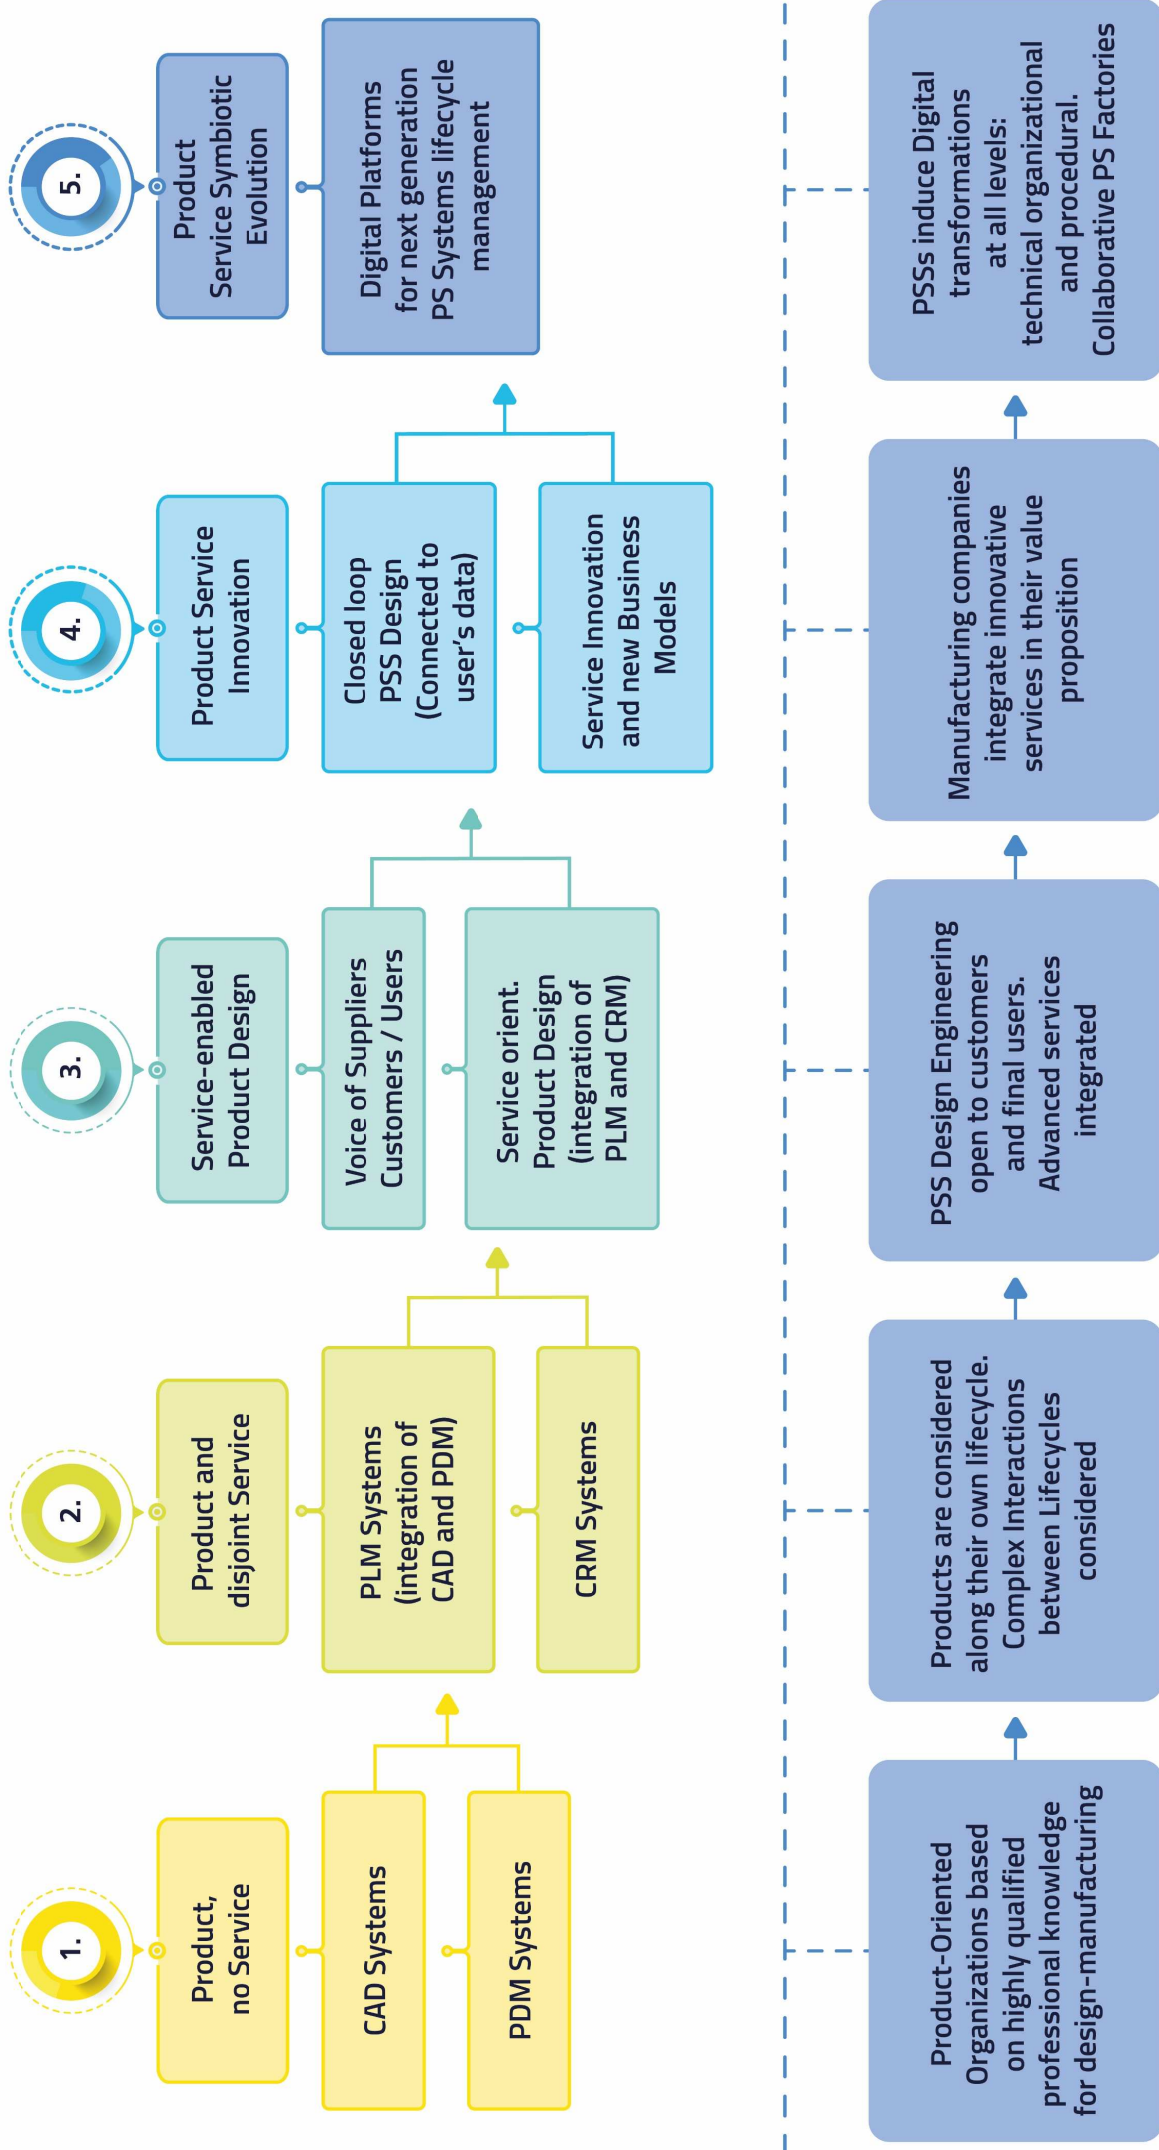 1.
Product,
no Service
CAD Systems
PDM Systems
2.
Product and
disjoint Service
PLM Systems
(integration of
CAD and PDM)
CRM Systems
3.
Service-enabled
Product Design
Voice of Suppliers
Customers / Users
Service orient.
Product Design
(integration of
PLM and CRM)
4.
Product Service
Innovation
Closed loop
PSS Design
(Connected to
user's data)
Service Innovation
and new Business
Models
5.
Product
Service Symbiotic
Evolution
Digital Platforms
for next generation
PS Systems lifecycle
management
Product-Oriented
Organizations based
on highly qualified
professional knowledge
for design-manufacturing
Products are considered
along their own lifecycle.
Complex Interactions
between Lifecycles
considered
PSS Design Engineering
open to customers
and final users.
Advanced services
integrated
Manufacturing companies
integrate innovative
services in their value
proposition
PSSs induce Digital
transformations
at all levels:
technical organizational
and procedural.
Collaborative PS Factories